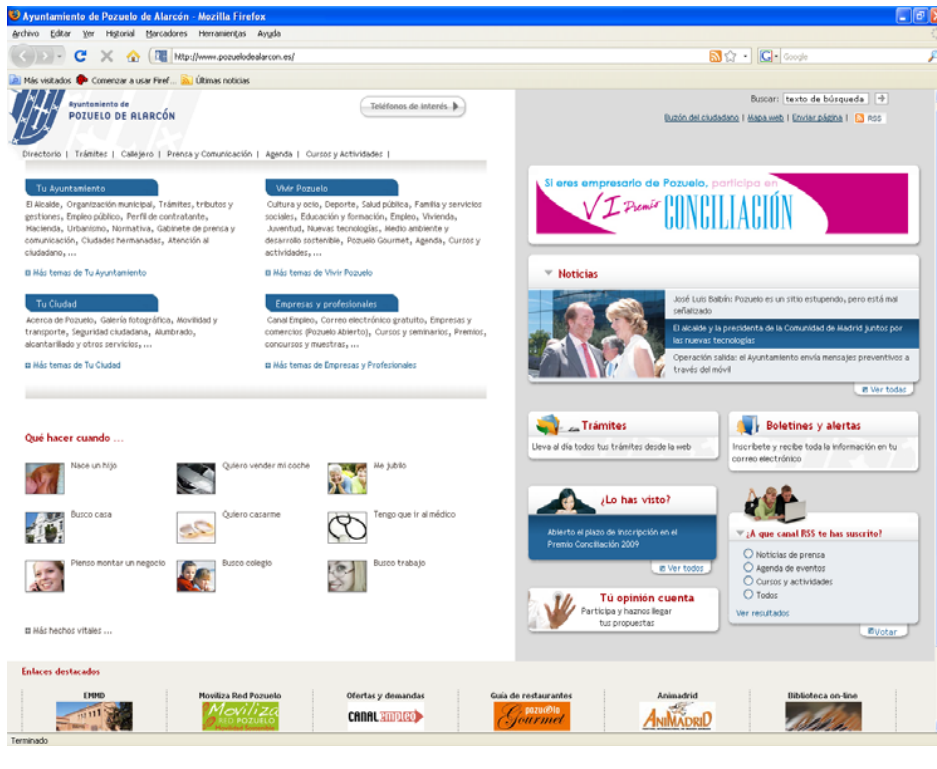 Ayuntamiento de Pozuelo de Alarcón - Mozilla Firefox
Archivo Editar Ver Historial Marcadores Herramientas Ayuda
http://www.pozuelodealarcon.es/
Google
Más visitados Comenzar a usar Firef... Últimas noticias
Ayuntamiento de
POZUELO DE ALARCÓN
Teléfonos de interés
Buscar: texto de búsqueda
Buzón del ciudadano | Mapa web | Enviar página | RSS
Directorio | Trámites | Callejero | Prensa y Comunicación | Agenda | Cursos y Actividades |
Tu Ayuntamiento
El Alcalde, Organización municipal, Trámites, tributos y
gestiones, Empleo público, Perfil de contratante,
Hacienda, Urbanismo, Normativa, Gabinete de prensa y
comunicación, Ciudades hermanadas, Atención al
ciudadano, ...
Más temas de Tu Ayuntamiento
Vivir Pozuelo
Cultura y ocio, Deporte, Salud pública, Familia y servicios
sociales, Educación y formación, Empleo, Vivienda,
Juventud, Nuevas tecnologías, Medio ambiente y
desarrollo sostenible, Pozuelo Gourmet, Agenda, Cursos y
actividades, ...
Más temas de Vivir Pozuelo
Tu Ciudad
Acerca de Pozuelo, Galería fotográfica, Movilidad y
transporte, Seguridad ciudadana, Alumbrado,
alcantarillado y otros servicios, ...
Más temas de Tu Ciudad
Empresas y profesionales
Canal Empleo, Correo electrónico gratuito, Empresas y
comercios (Pozuelo Abierto), Cursos y seminarios, Premios,
concursos y muestras, ...
Más temas de Empresas y Profesionales
Qué hacer cuando ...
Nace un hijo
Quiero vender mi coche
Me jubilo
Busco casa
Quiero casarme
Tengo que ir al médico
Pienso montar un negocio
Busco colegio
Busco trabajo
Más hechos vitales ...
Si eres empresario de Pozuelo, participa en
VI Premio CONCILIACIÓN
Noticias
José Luis Balbín: Pozuelo es un sitio estupendo, pero está mal
señalizado
El alcalde y la presidenta de la Comunidad de Madrid juntos por
las nuevas tecnologías
Operación salida: el Ayuntamiento envía mensajes preventivos a
través del móvil
Ver todas
Trámites
Lleva al día todos tus trámites desde la web
Boletines y alertas
Inscríbete y recibe toda la información en tu
correo electrónico
¿Lo has visto?
Abierto el plazo de inscripción en el
Premio Conciliación 2009
Ver todos
¿A que canal RSS te has suscrito?
Noticias de prensa
Agenda de eventos
Cursos y actividades
Todos
Ver resultados
Votar
Tú opinión cuenta
Participa y haznos llegar
tus propuestas
Enlaces destacados
EMMD
Moviliza Red Pozuelo
Moviliza
RED POZUELO
Ofertas y demandas
CANAL empleo
Guía de restaurantes
pozuelo
Gourmet
Animadrid
ANIMADRID
Biblioteca on-line
Terminado